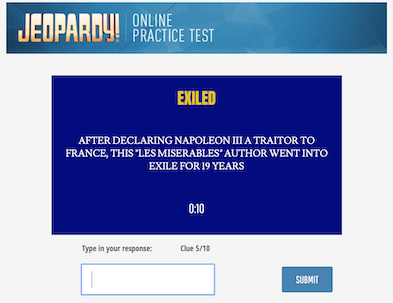 JEOPARDY! ONLINE
PRACTICE TEST
EXILED
AFTER DECLARING NAPOLEON III A TRAITOR TO
FRANCE, THIS "LES MISERABLES" AUTHOR WENT INTO
EXILE FOR 19 YEARS
0:10
Type in your response: Clue 5/10
SUBMIT